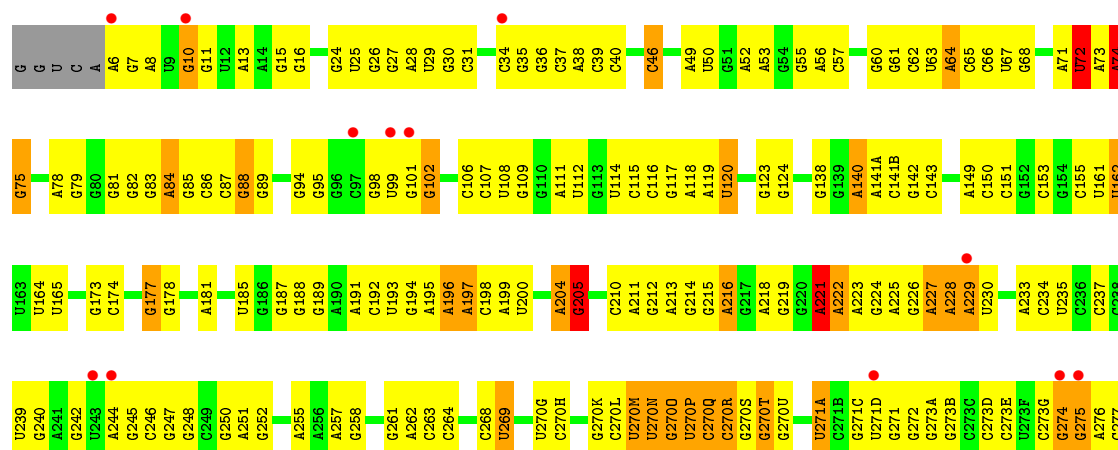 G G U C A A6 G7 A8 U9 G10 G11 U12 A13 A14 G15 G16 G24 U25 G26 G27 A28 U29 G30 C31 C34 G35 G36 C37 A38 C39 C40 C46 A49 U50 G51 A52 A53 G54 G55 A56 C57 G60 G61 C62 U63 A64 C65 C66 U67 G68 A71 U72 A73 A74
G75 A78 G79 G80 G81 G82 G83 A84 G85 C86 C87 G88 G89 G94 G95 G96 C97 G98 U99 G101 G102 C106 C107 U108 G109 G110 A111 U112 G113 U114 C115 C116 G117 A118 A119 U120 G123 G124 G138 G139 A140 A141A C141B G142 C143 A149 C150 C151 G152 C153 G154 C155 U161 U162
U163 U164 U165 G173 C174 G177 G178 A181 U185 G186 G187 G188 G189 A190 A191 C192 U193 G194 A195 A196 A197 C198 A199 U200 A204 G205 C210 A211 G212 A213 G214 G215 A216 G217 A218 G219 G220 A221 A222 A223 G224 A225 G226 A227 A228 A229 U230 A233 C234 U235 C236 C237 C238
U239 G240 A241 G242 U243 A244 G245 C246 G247 G248 C249 G250 A251 G252 A255 A256 A257 G258 G261 A262 C263 C264 C268 U269 U270G C270H G270K C270L U270M U270N G270O U270P C270Q C270R G270S G270T G270U U271A C271B G271C U271D G271 G272 G273A G273B C273C C273D C273E U273F C273G G274 G275 A276 C277